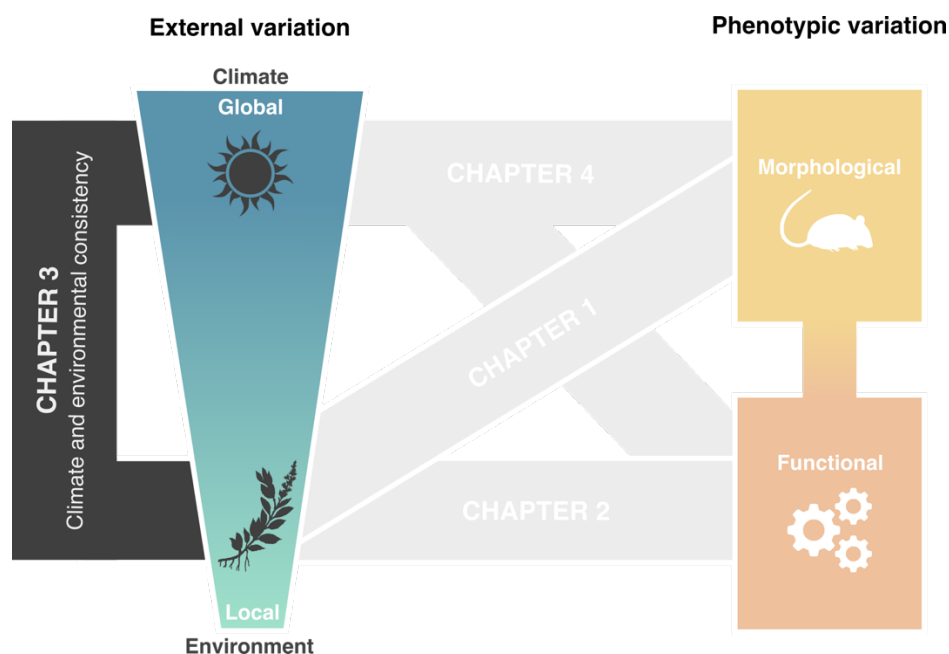 External variation
Phenotypic variation
Climate
Global
CHAPTER 3
Climate and environmental consistency
CHAPTER 4
Morphological
CHAPTER 1
Functional
CHAPTER 2
Local
Environment